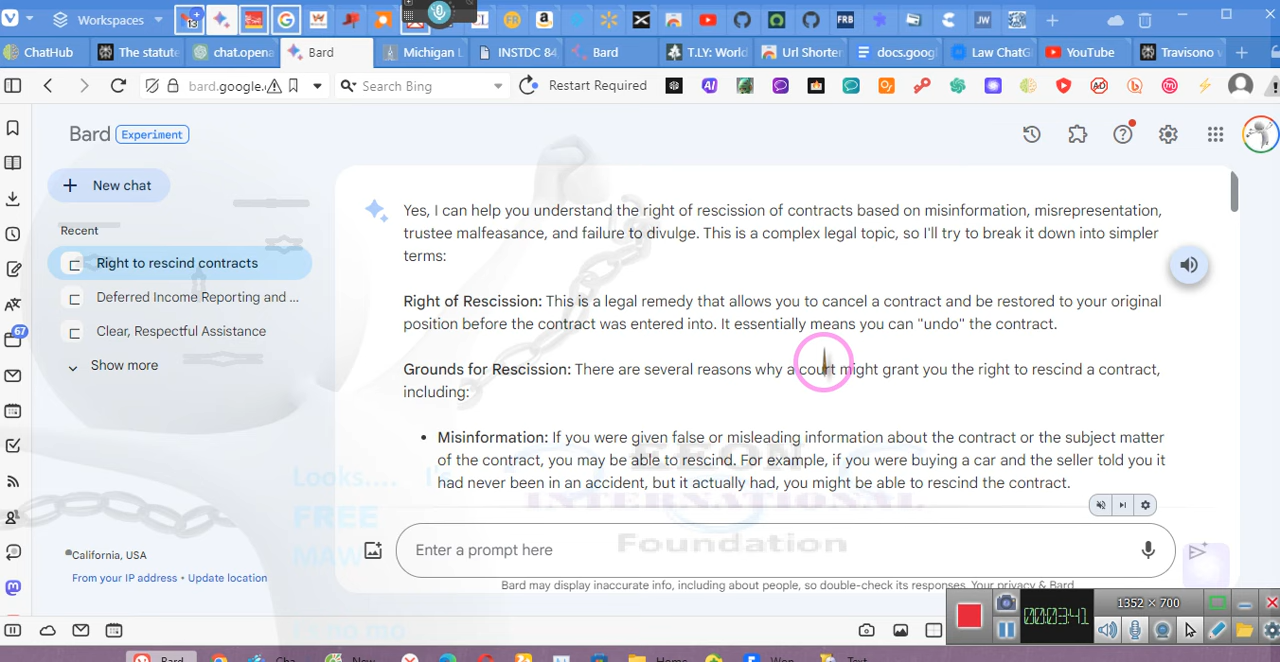 13
Workspaces
ChatHub
The statute
chat.opena
Bard
Michigan L
INSTDC 84
Bard
T.LY: World
Url Shorter
docs.goog
Law ChatG
YouTube
Travisono v
bard.google.
Search Bing
Restart Required
Bard Experiment
New chat
Recent
Right to rescind contracts
Deferred Income Reporting and ...
Clear, Respectful Assistance
Show more
67
California, USA
From your IP address • Update location
Yes, I can help you understand the right of rescission of contracts based on misinformation, misrepresentation,
trustee malfeasance, and failure to divulge. This is a complex legal topic, so I'll try to break it down into simpler
terms:
Right of Rescission: This is a legal remedy that allows you to cancel a contract and be restored to your original
position before the contract was entered into. It essentially means you can "undo" the contract.
Grounds for Rescission: There are several reasons why a court might grant you the right to rescind a contract,
including:
• Misinformation: If you were given false or misleading information about the contract or the subject matter
of the contract, you may be able to rescind. For example, if you were buying a car and the seller told you it
had never been in an accident, but it actually had, you might be able to rescind the contract.
Looks.... I's
FREE
MAW
INTERNATIONAL
Foundation
Enter a prompt here
Bard may display inaccurate info, including about people, so double-check its responses. Your privacy & Bard
00:03:41
1352 × 700
Bard
Home
Text